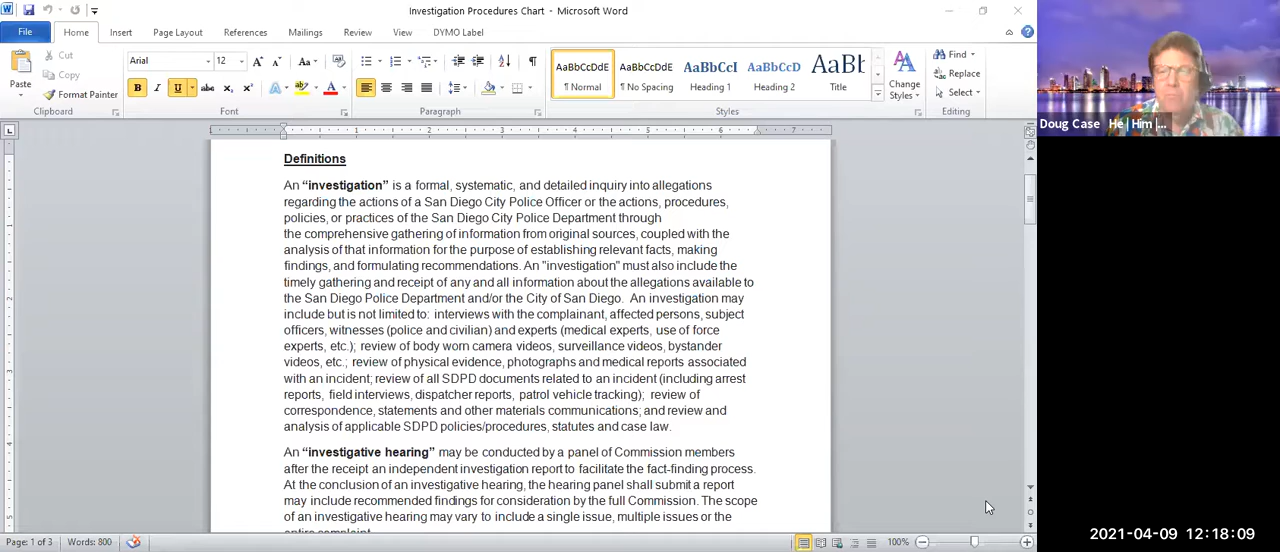 Investigation Procedures Chart - Microsoft Word
File Home Insert Page Layout References Mailings Review View DYMO Label
Paste
Cut
Copy
Format Painter
Clipboard
Arial 12
B I U abc
Font
Paragraph
AaBbCcDdE AaBbCcDdE AaBbCcI AaBbCcD AaBbC
¶ Normal ¶ No Spacing Heading 1 Heading 2 Title
Change Styles
Styles
Find
Replace
Select
Editing
Doug Case He | Him |...
Definitions
An “investigation” is a formal, systematic, and detailed inquiry into allegations
regarding the actions of a San Diego City Police Officer or the actions, procedures,
policies, or practices of the San Diego City Police Department through
the comprehensive gathering of information from original sources, coupled with the
analysis of that information for the purpose of establishing relevant facts, making
findings, and formulating recommendations. An "investigation" must also include the
timely gathering and receipt of any and all information about the allegations available to
the San Diego Police Department and/or the City of San Diego. An investigation may
include but is not limited to: interviews with the complainant, affected persons, subject
officers, witnesses (police and civilian) and experts (medical experts, use of force
experts, etc.); review of body worn camera videos, surveillance videos, bystander
videos, etc.; review of physical evidence, photographs and medical reports associated
with an incident; review of all SDPD documents related to an incident (including arrest
reports, field interviews, dispatcher reports, patrol vehicle tracking); review of
correspondence, statements and other materials communications; and review and
analysis of applicable SDPD policies/procedures, statutes and case law.
An “investigative hearing” may be conducted by a panel of Commission members
after the receipt an independent investigation report to facilitate the fact-finding process.
At the conclusion of an investigative hearing, the hearing panel shall submit a report
may include recommended findings for consideration by the full Commission. The scope
of an investigative hearing may vary to include a single issue, multiple issues or the
entire complaint.
Page: 1 of 3 Words: 800
100%
2021-04-09 12:18:09